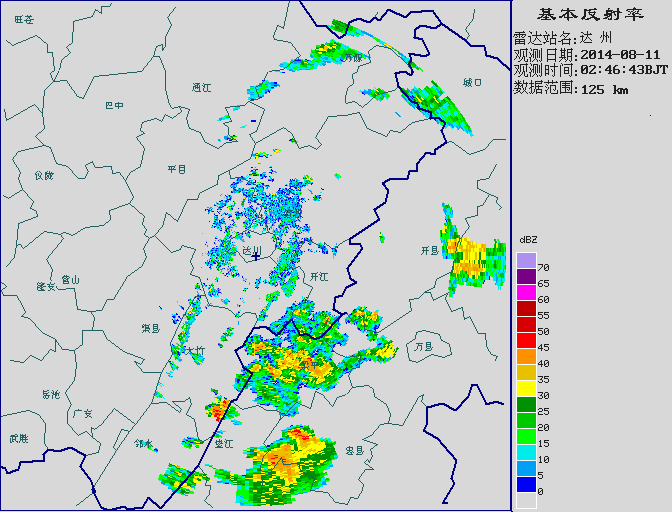 基本反射率
雷达站名:达 州
观测日期:2014-08-11
观测时间:02:46:43BJT
数据范围:125 km
旺苍
万源
城口
通江
巴中
仪陇
平昌
达川
开县
开江
营山
渠县
大竹
万县
岳池
广安
武胜
邻水
垫江
忠县
dBZ
70
65
60
55
50
45
40
35
30
25
20
15
10
5
0